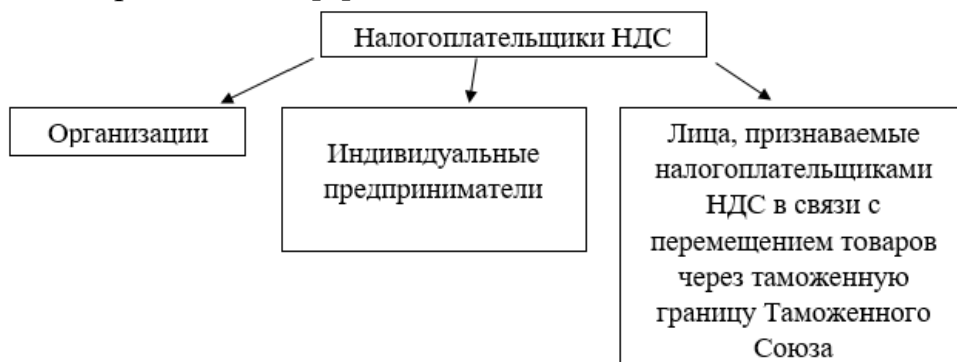 Налогоплательщики НДС
Организации
Индивидуальные
предприниматели
Лица, признаваемые
налогоплательщиками
НДС в связи с
перемещением товаров
через таможенную
границу Таможенного
Союза